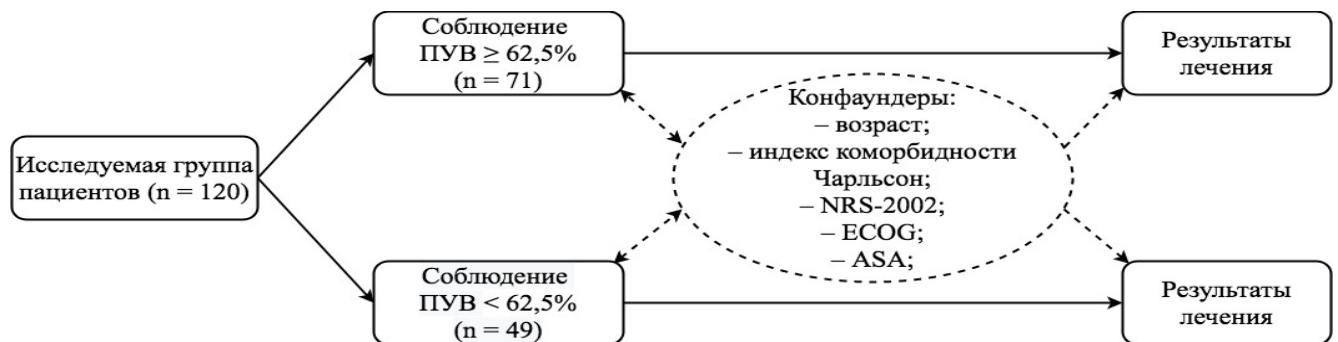 Исследуемая группа
пациентов (n = 120)
Соблюдение
ПУВ ≥ 62,5%
(n = 71)
Соблюдение
ПУВ < 62,5%
(n = 49)
Конфаундеры:
– возраст;
– индекс коморбидности
Чарльсон;
– NRS-2002;
– ECOG;
– ASA;
Результаты
лечения
Результаты
лечения